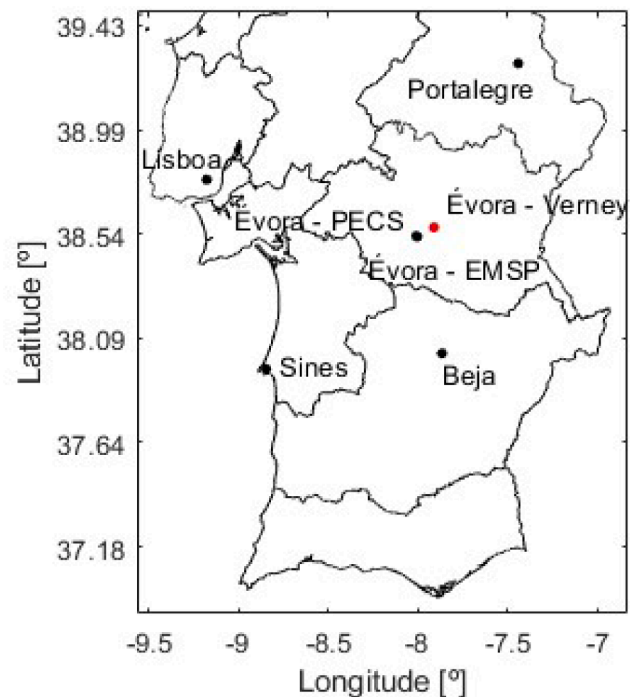 39.43
Portalegre
38.99
Lisboa
Évora - Verney
Évora - PECS
38.54
Évora - EMSP
Latitude [º]
38.09
Sines
Beja
37.64
37.18
-9.5 -9 -8.5 -8 -7.5 -7
Longitude [º]